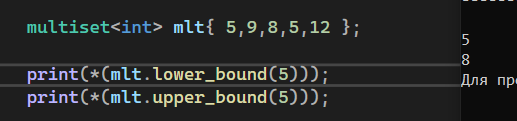 multiset<int> mlt{ 5,9,8,5,12 };
print(*(mlt.lower_bound(5)));
print(*(mlt.upper_bound(5)));
5
8
Для